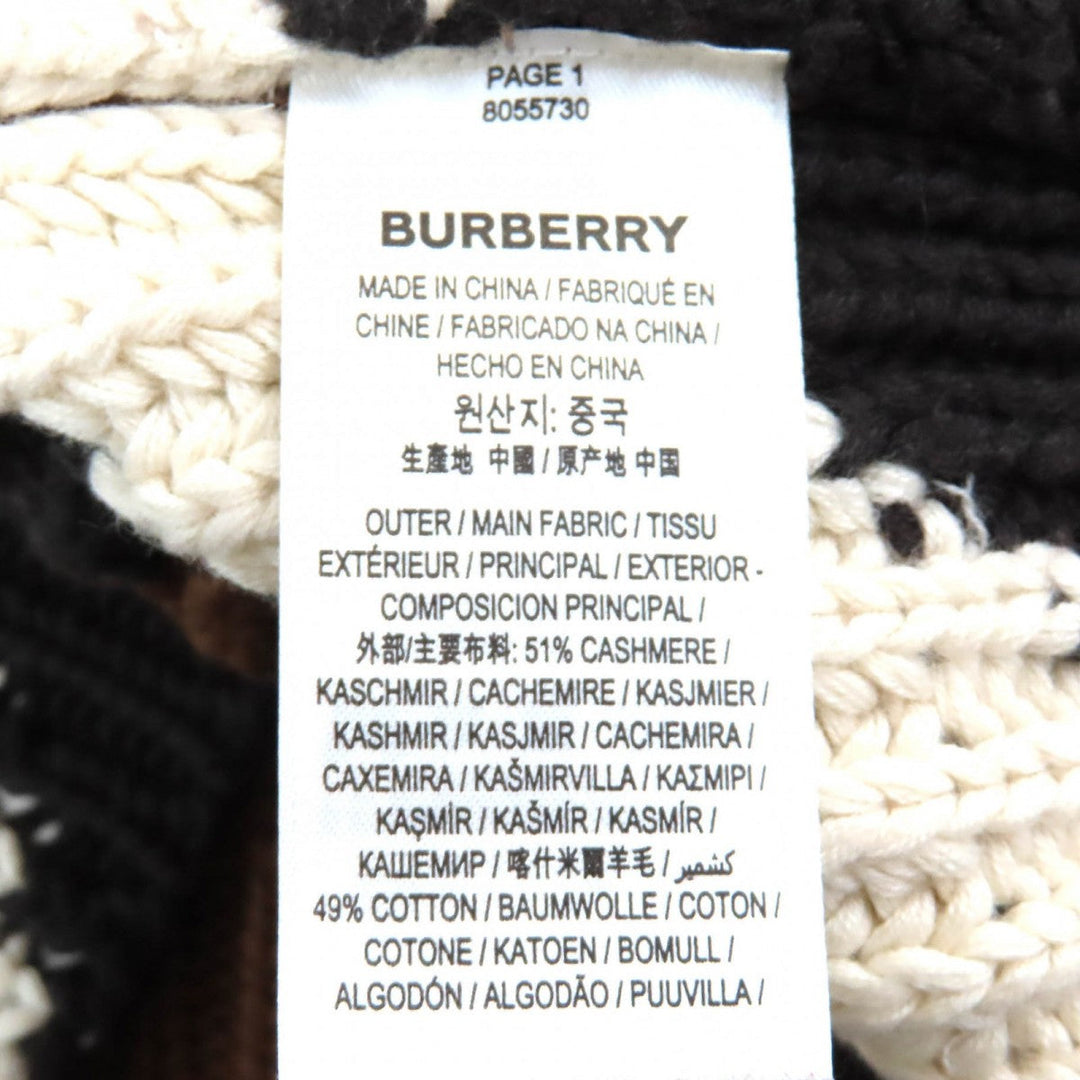 PAGE 1
8055730
BURBERRY
MADE IN CHINA / FABRIQUÉ EN
CHINE / FABRICADO NA CHINA /
HECHO EN CHINA
원산지: 중국
生產地 中國 / 原产地 中国
OUTER / MAIN FABRIC / TISSU
EXTÉRIEUR / PRINCIPAL / EXTERIOR -
COMPOSICION PRINCIPAL /
外部/主要布料: 51% CASHMERE /
KASCHMIR / CACHEMIRE / KASJMIER /
KASHMIR / KASJMIR / CACHEMIRA /
CAXEMIRA / KAŠMIRVILLA / ΚΑΣΜΙΡΙ /
KAŞMİR / KAŠMÍR / KASMÍR /
КАШЕМИР / 喀什米爾羊毛 / كشمير
49% COTTON / BAUMWOLLE / COTON /
COTONE / KATOEN / BOMULL /
ALGODÓN / ALGODÃO / PUUVILLA /